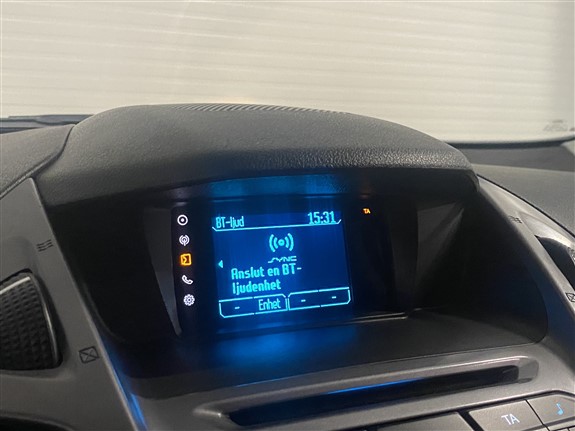 BT-ljud 15:31
TA
SYNC
Anslut en BT-
ljudenhet
Enhet
TA